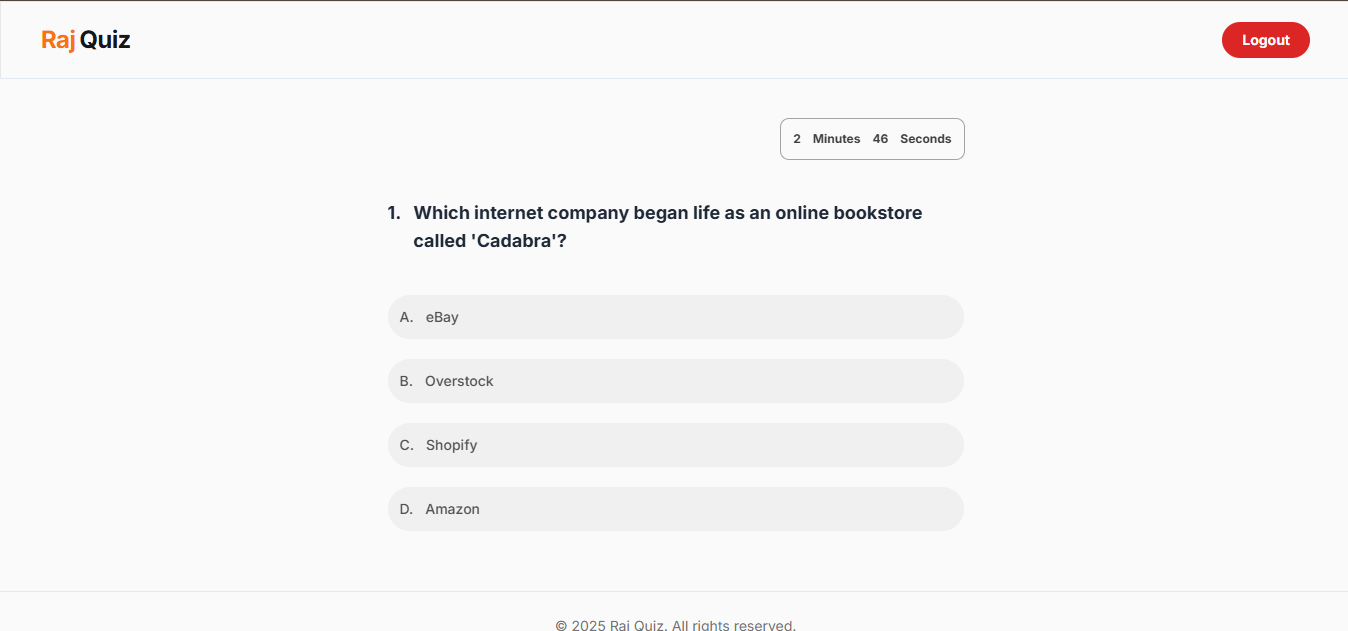 Raj Quiz
Logout
2 Minutes 46 Seconds
1. Which internet company began life as an online bookstore
called 'Cadabra'?
A. eBay
B. Overstock
C. Shopify
D. Amazon
© 2025 Raj Quiz. All rights reserved.